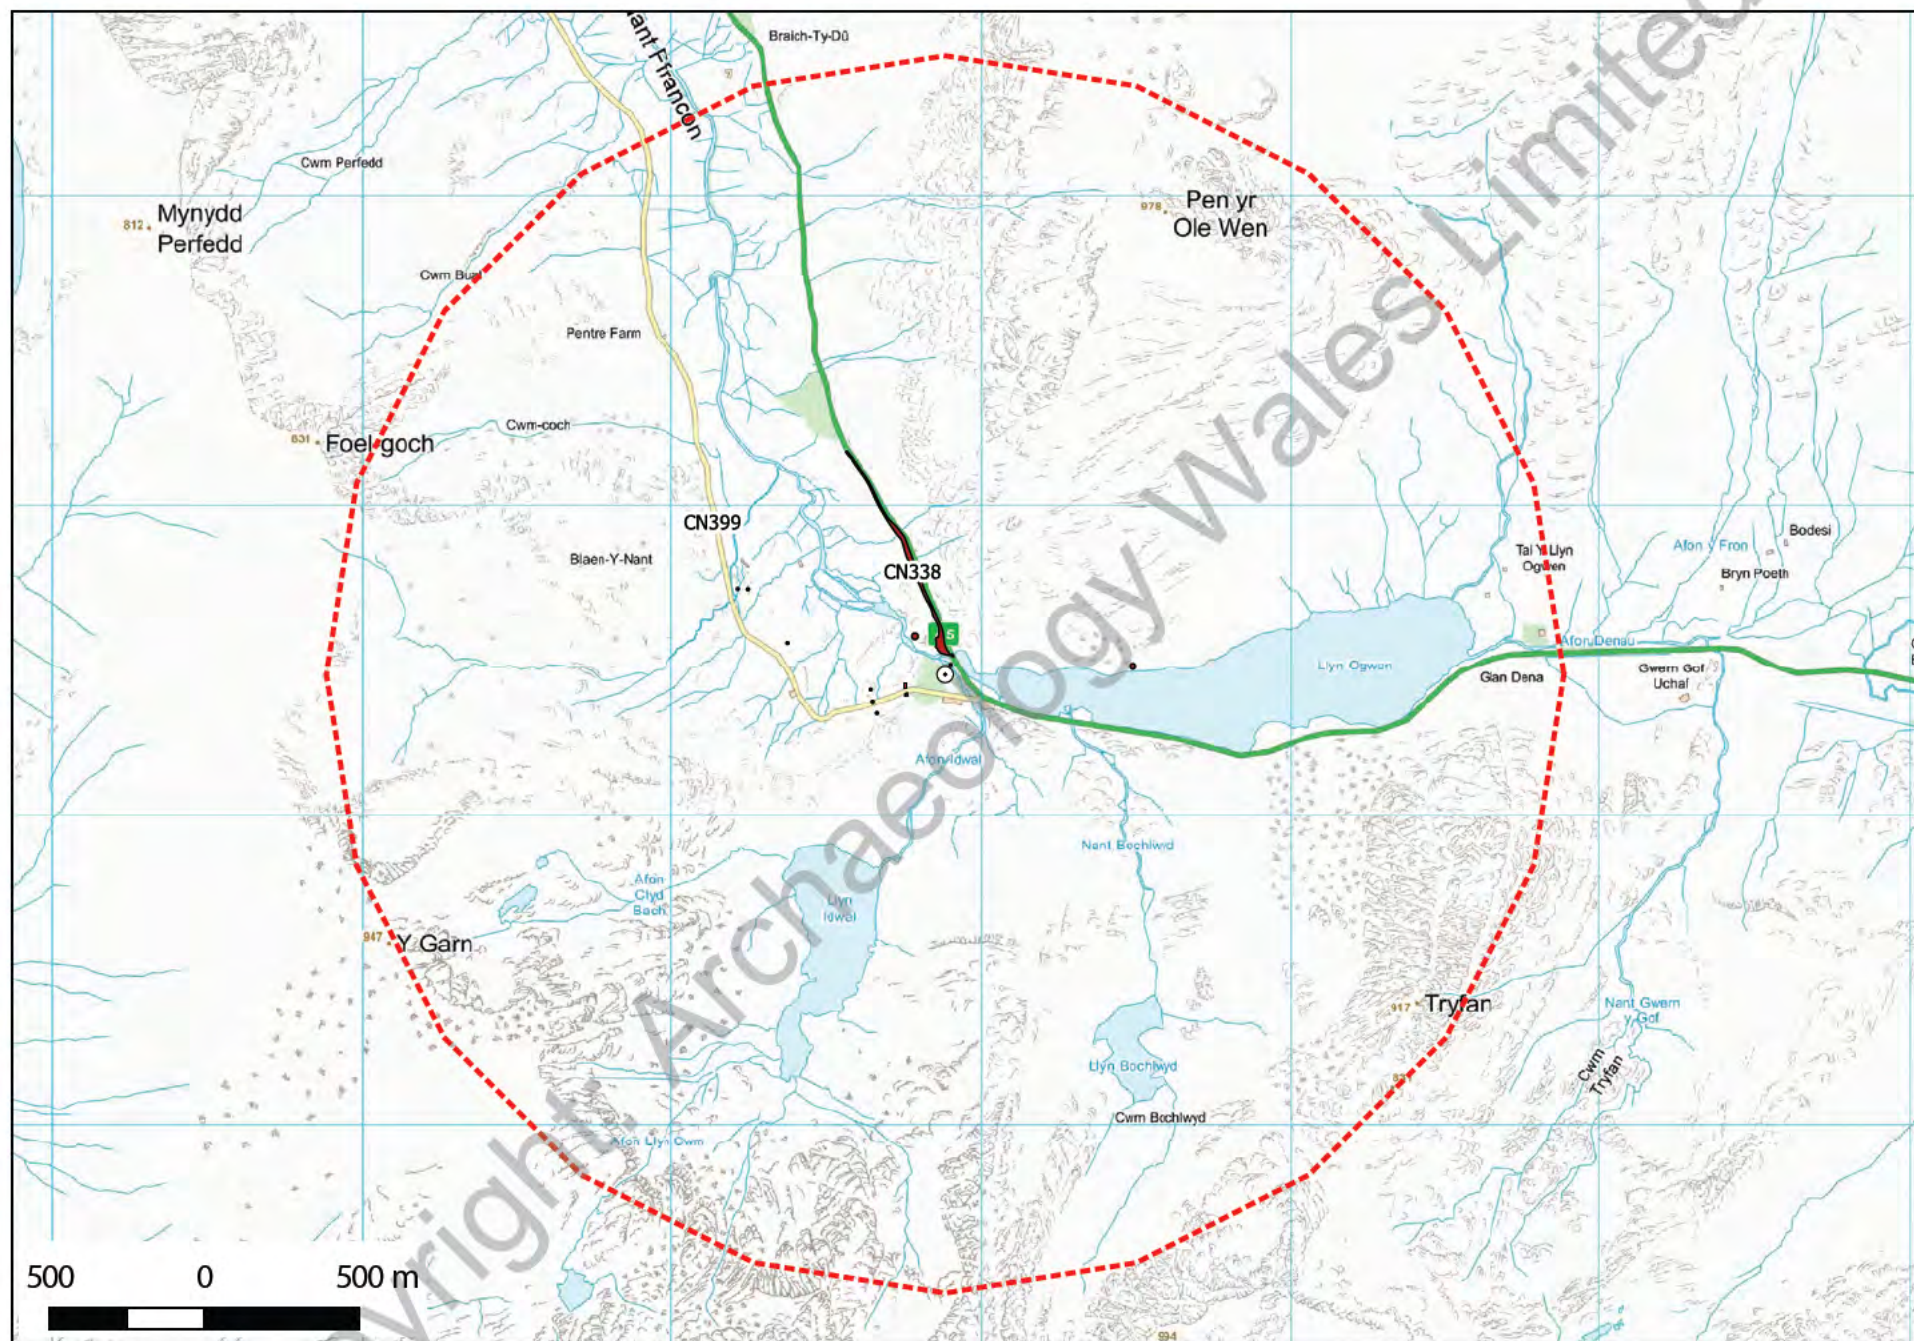 Braich-Ty-Dû
Nant Ffrancon
Cwm Perfedd
812
Mynydd
Perfedd
978
Pen yr
Ole Wen
Cwm Bual
Pentre Farm
831
Foel-goch
Cwm-coch
CN399
Blaen-Y-Nant
CN338
Tal Y Llyn
Ogwen
Afon y Fron
Bodesi
Bryn Poeth
Llyn Ogwen
Afon Denau
Glan Dena
Gwern Gof
Uchaf
Afon Idwal
Nant Bochlwyd
Afon
Clyd
Bach
Llyn
Idwal
947
Y Garn
917
Tryfan
Nant Gwern
y Gof
Cwm
Tryfan
Llyn Bochlwyd
831
Cwm Bochlwyd
Afon Llyn Cwm
994
500 0 500 m
Copyright: Archaeology Wales Limited